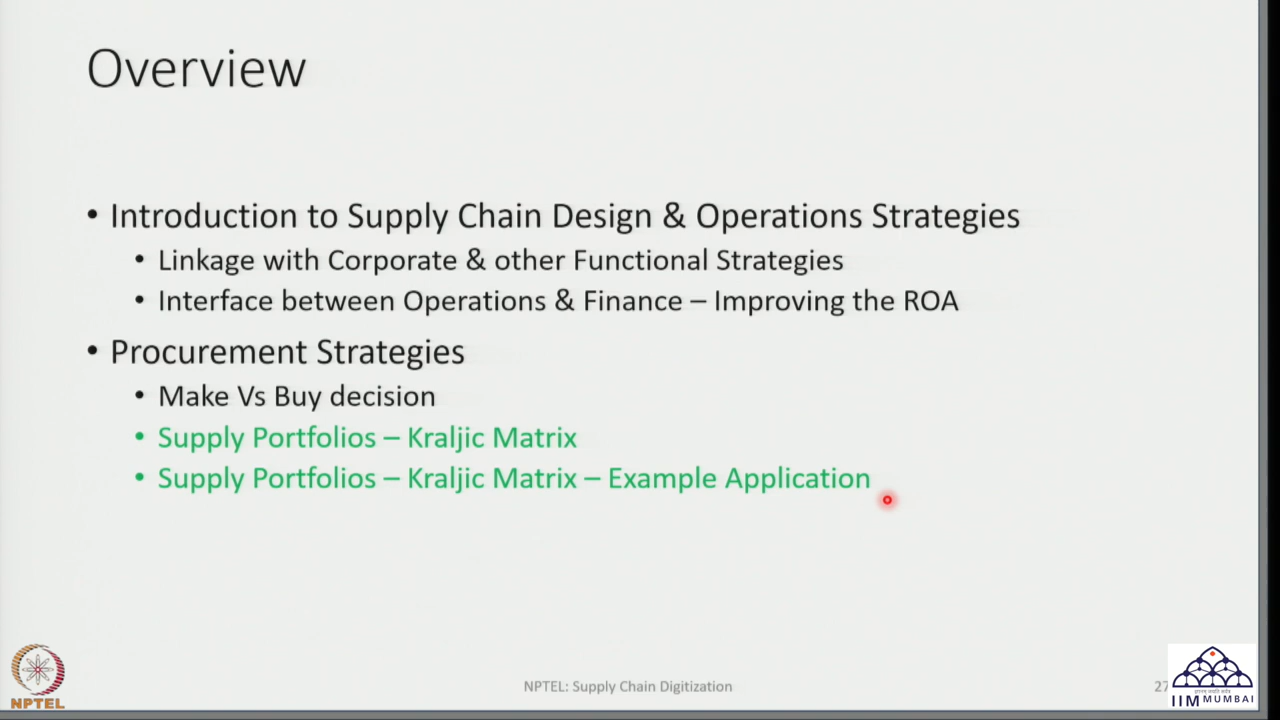 Overview
• Introduction to Supply Chain Design & Operations Strategies
• Linkage with Corporate & other Functional Strategies
• Interface between Operations & Finance – Improving the ROA
• Procurement Strategies
• Make Vs Buy decision
• Supply Portfolios – Kraljic Matrix
• Supply Portfolios – Kraljic Matrix – Example Application
NPTEL
NPTEL: Supply Chain Digitization
27
IIM MUMBAI